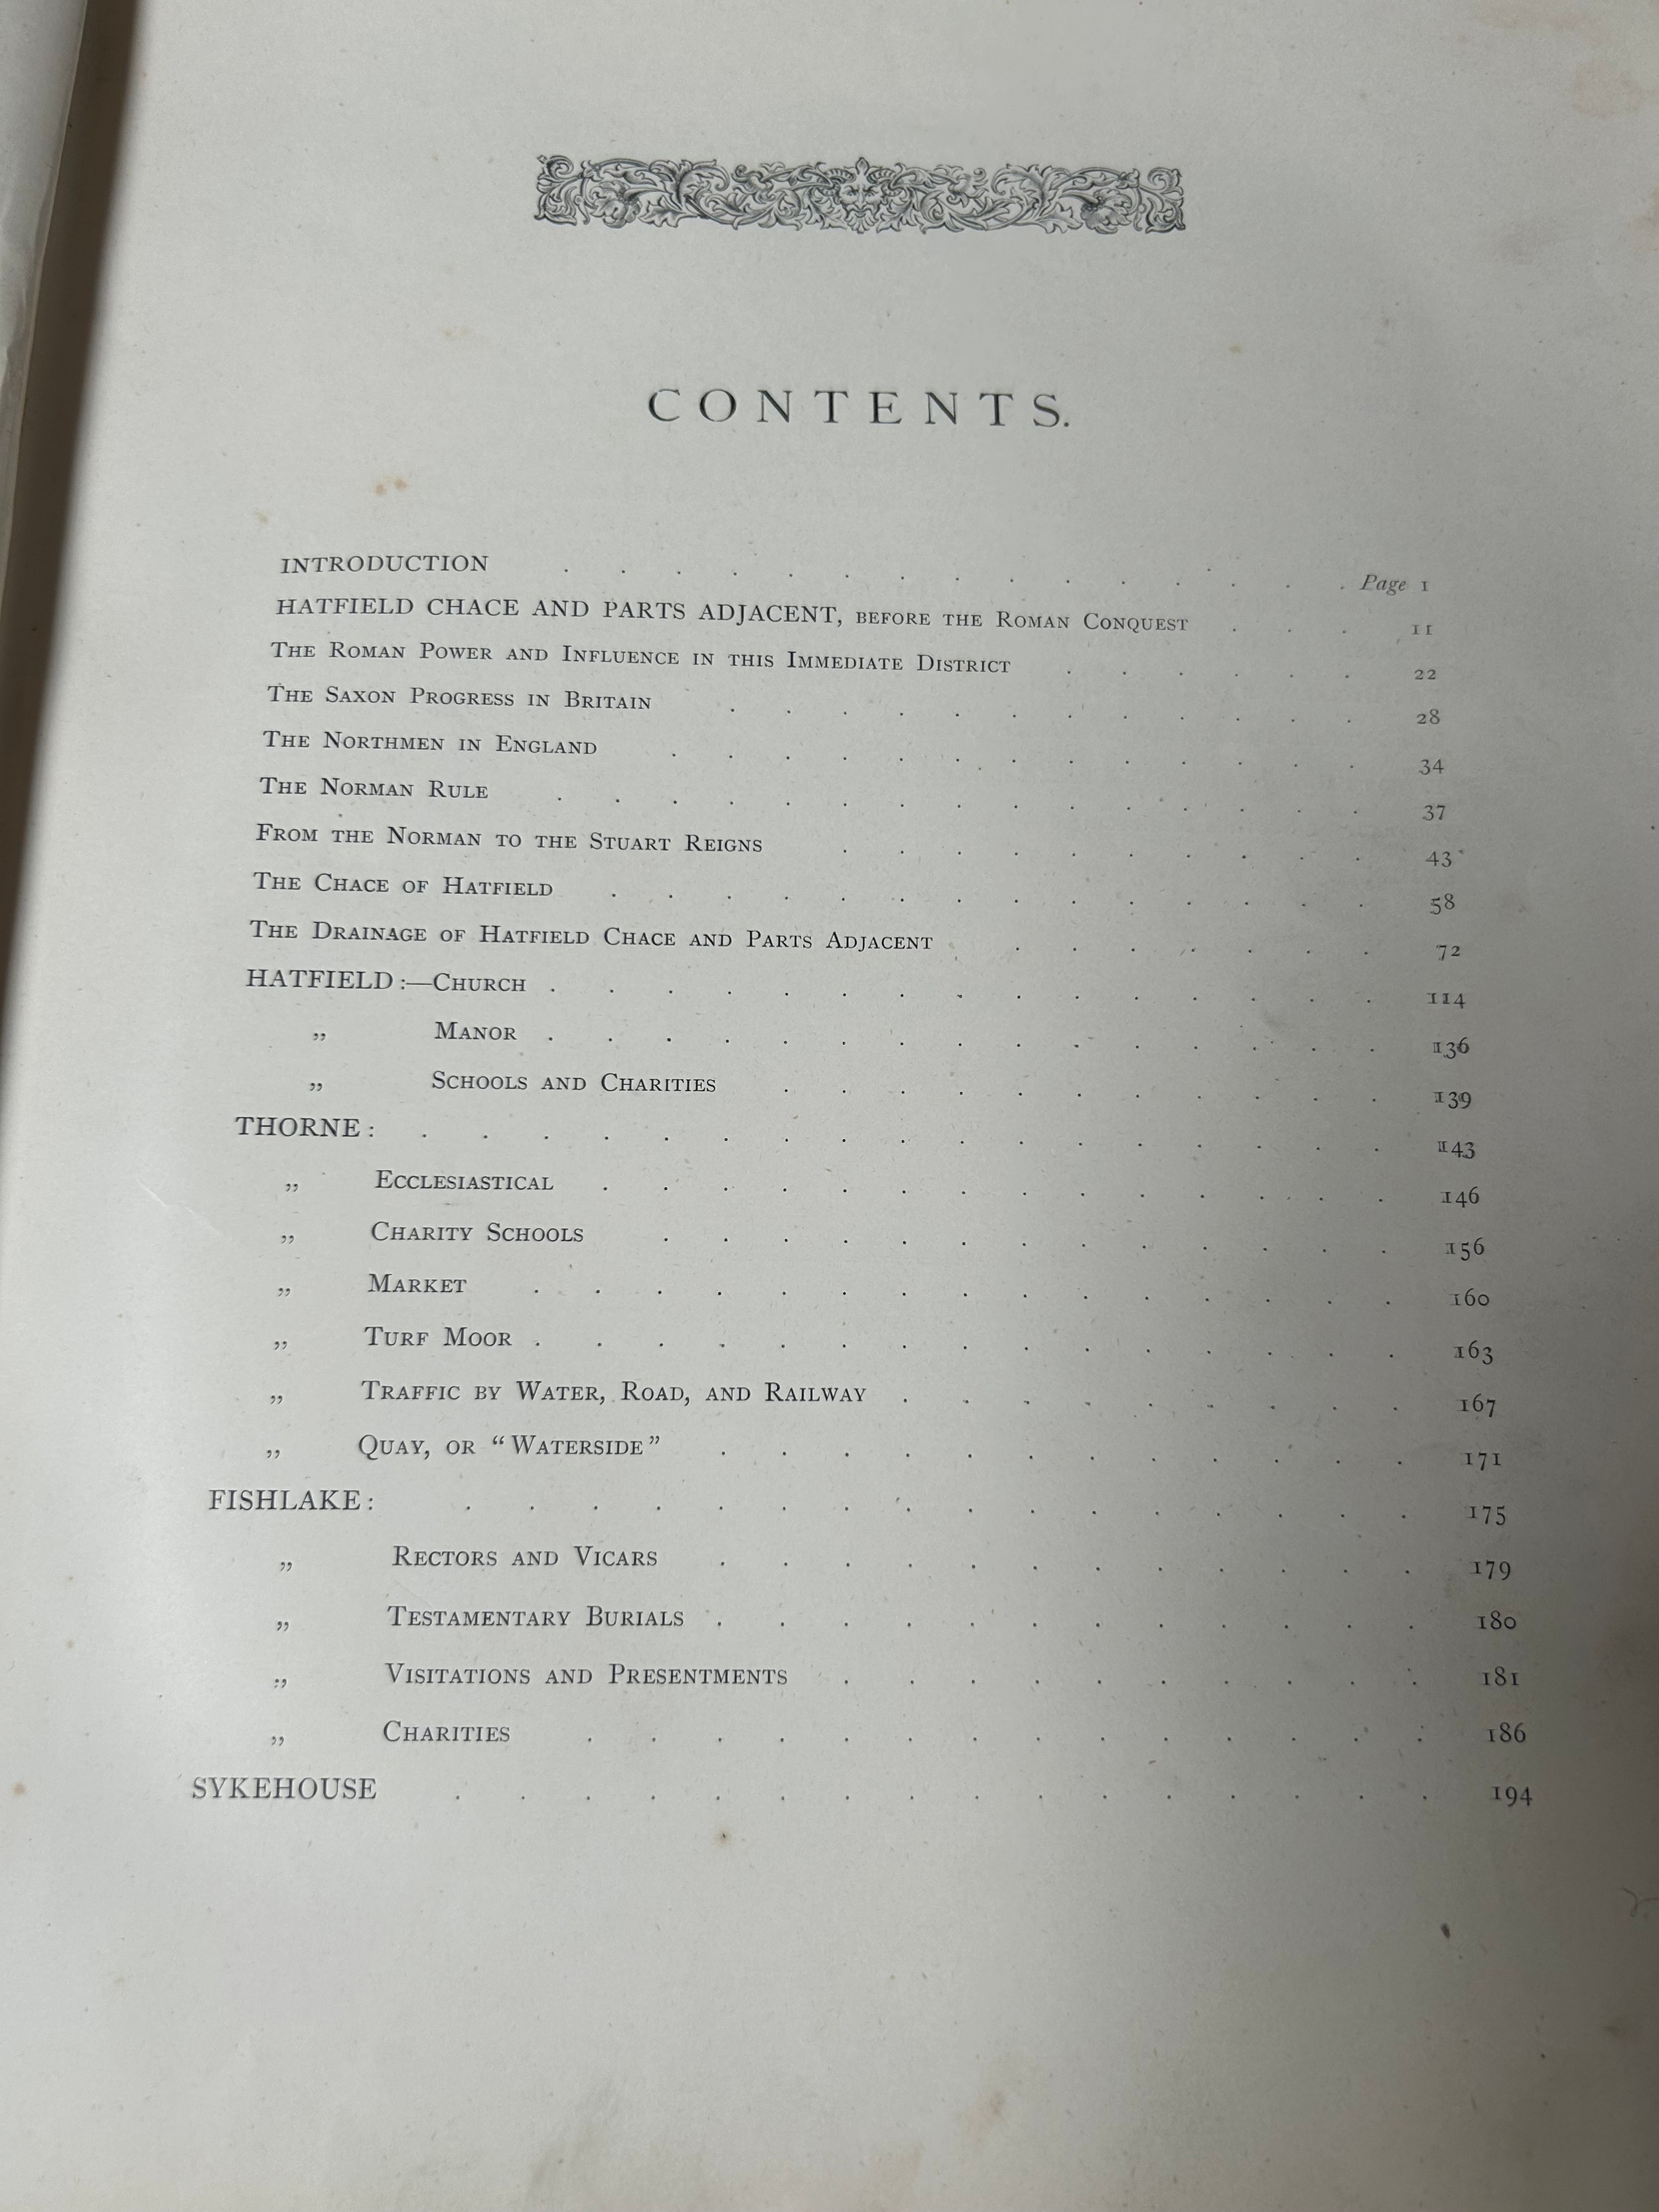 CONTENTS.
INTRODUCTION . . . . . . . . . . . . . . . Page 1
HATFIELD CHACE AND PARTS ADJACENT, BEFORE THE ROMAN CONQUEST . . . 11
THE ROMAN POWER AND INFLUENCE IN THIS IMMEDIATE DISTRICT . . . . . . 22
THE SAXON PROGRESS IN BRITAIN . . . . . . . . . . . . 28
THE NORTHMEN IN ENGLAND . . . . . . . . . . . . . 34
THE NORMAN RULE . . . . . . . . . . . . . . . 37
FROM THE NORMAN TO THE STUART REIGNS . . . . . . . . . . 43
THE CHACE OF HATFIELD . . . . . . . . . . . . . . 58
THE DRAINAGE OF HATFIELD CHACE AND PARTS ADJACENT . . . . . . . 72
HATFIELD:—CHURCH . . . . . . . . . . . . . . . 114
„ MANOR . . . . . . . . . . . . . . . 136
„ SCHOOLS AND CHARITIES . . . . . . . . . . . 139
THORNE: . . . . . . . . . . . . . . . . . 143
„ ECCLESIASTICAL . . . . . . . . . . . . . . 146
„ CHARITY SCHOOLS . . . . . . . . . . . . . 156
„ MARKET . . . . . . . . . . . . . . . 160
„ TURF MOOR . . . . . . . . . . . . . . . 163
„ TRAFFIC BY WATER, ROAD, AND RAILWAY . . . . . . . . . 167
„ QUAY, OR “WATERSIDE” . . . . . . . . . . . . 171
FISHLAKE: . . . . . . . . . . . . . . . . 175
„ RECTORS AND VICARS . . . . . . . . . . . . 179
„ TESTAMENTARY BURIALS . . . . . . . . . . . . 180
„ VISITATIONS AND PRESENTMENTS . . . . . . . . . . 181
„ CHARITIES . . . . . . . . . . . . . . 186
SYKEHOUSE . . . . . . . . . . . . . . . . 194